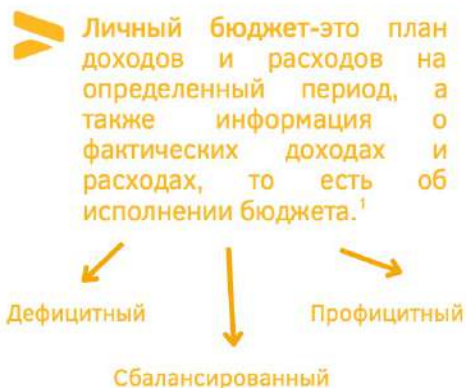 Личный бюджет-это план
доходов и расходов на
определенный период, а
также информация о
фактических доходах и
расходах, то есть об
исполнении бюджета.¹
Дефицитный
Профицитный
Сбалансированный